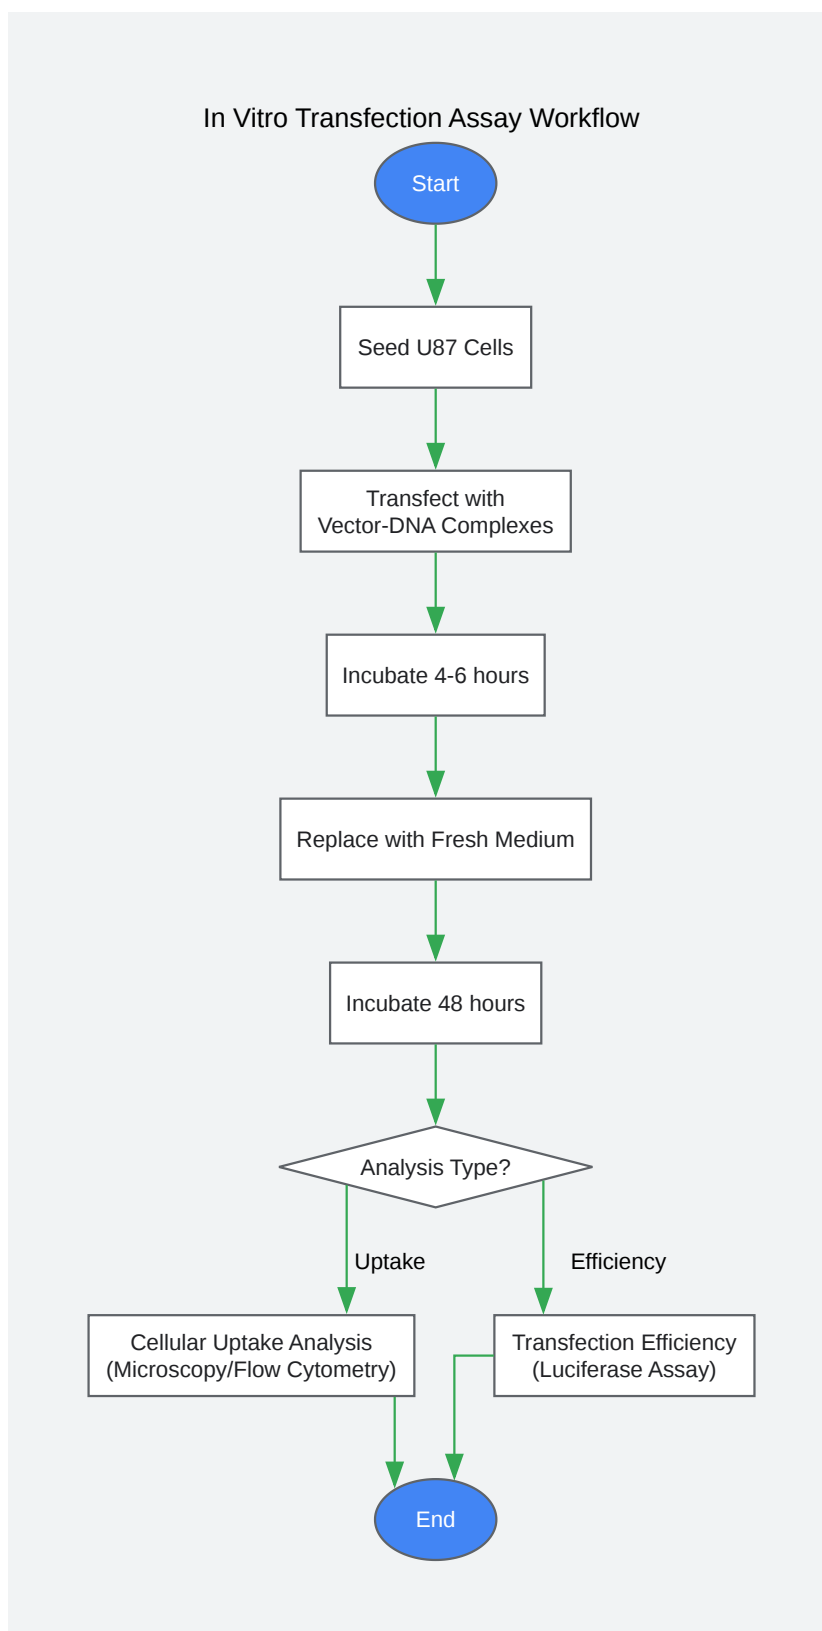 In Vitro Transfection Assay Workflow
Start
Seed U87 Cells
Transfect with
Vector-DNA Complexes
Incubate 4-6 hours
Replace with Fresh Medium
Incubate 48 hours
Analysis Type?
Uptake
Efficiency
Cellular Uptake Analysis
(Microscopy/Flow Cytometry)
Transfection Efficiency
(Luciferase Assay)
End